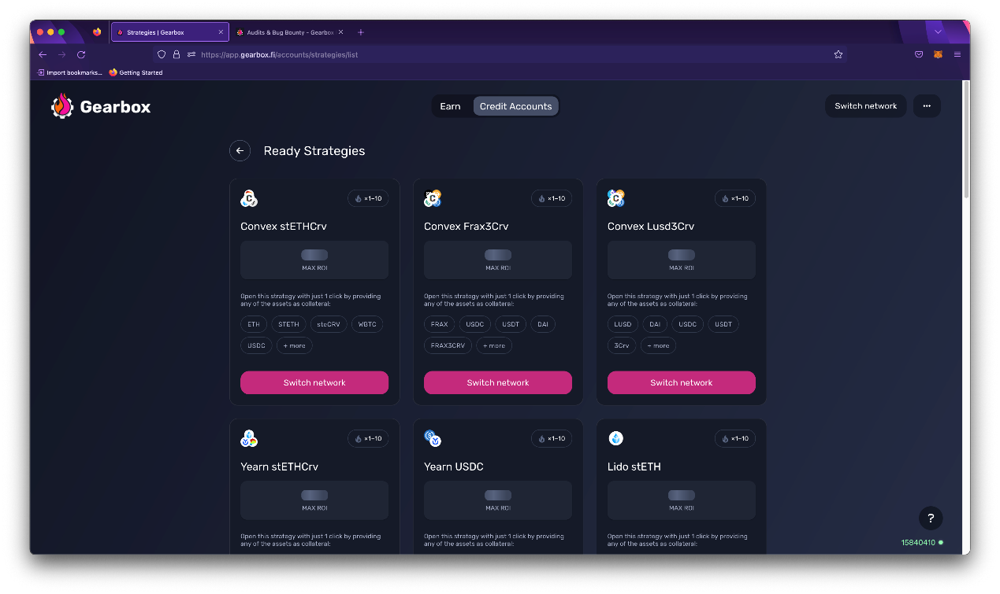 Strategies | Gearbox
Audits & Bug Bounty - Gearbox
https://app.gearbox.fi/accounts/strategies/list
Import bookmarks...
Getting Started
Gearbox
Earn
Credit Accounts
Switch network
Ready Strategies
×1–10
Convex stETHCrv
MAX ROI
Open this strategy with just 1 click by providing
any of the assets as collateral:
ETH
STETH
steCRV
WBTC
USDC
+ more
Switch network
×1–10
Convex Frax3Crv
MAX ROI
Open this strategy with just 1 click by providing
any of the assets as collateral:
FRAX
USDC
USDT
DAI
FRAX3CRV
+ more
Switch network
×1–10
Convex Lusd3Crv
MAX ROI
Open this strategy with just 1 click by providing
any of the assets as collateral:
LUSD
DAI
USDC
USDT
3Crv
+ more
Switch network
×1–10
Yearn stETHCrv
MAX ROI
Open this strategy with just 1 click by providing
any of the assets as collateral:
×1–10
Yearn USDC
MAX ROI
Open this strategy with just 1 click by providing
any of the assets as collateral:
×1–10
Lido stETH
MAX ROI
Open this strategy with just 1 click by providing
any of the assets as collateral:
?
15840410